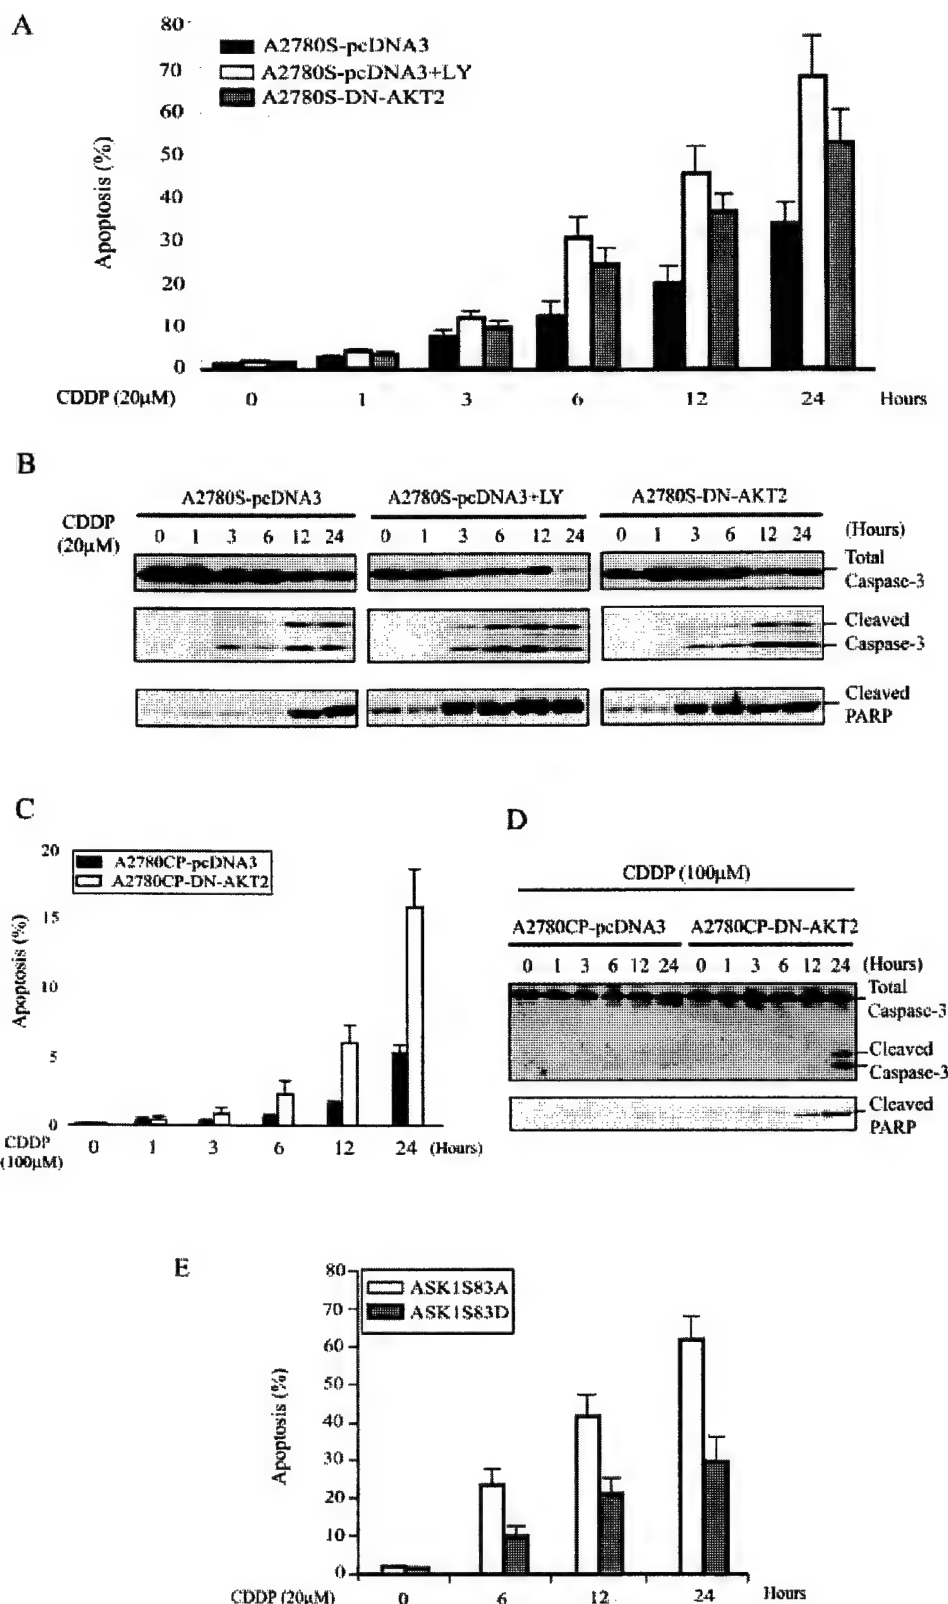 A
80
70
60
50
40
30
20
10
0
Apoptosis (%)
A2780S-pcDNA3
A2780S-pcDNA3+LY
A2780S-DN-AKT2
CDDP (20µM) 0 1 3 6 12 24 Hours
B
A2780S-pcDNA3 A2780S-pcDNA3+LY A2780S-DN-AKT2
CDDP
(20µM)
0 1 3 6 12 24 0 1 3 6 12 24 0 1 3 6 12 24 (Hours)
Total
Caspase-3
Cleaved
Caspase-3
Cleaved
PARP
C
20
15
10
5
0
Apoptosis (%)
A2780CP-pcDNA3
A2780CP-DN-AKT2
CDDP
(100µM)
0 1 3 6 12 24 (Hours)
D
CDDP (100µM)
A2780CP-pcDNA3 A2780CP-DN-AKT2
0 1 3 6 12 24 0 1 3 6 12 24 (Hours)
Total
Caspase-3
Cleaved
Caspase-3
Cleaved
PARP
E
80
70
60
50
40
30
20
10
0
Apoptosis (%)
ASK1S83A
ASK1S83D
CDDP (20µM) 0 6 12 24 Hours